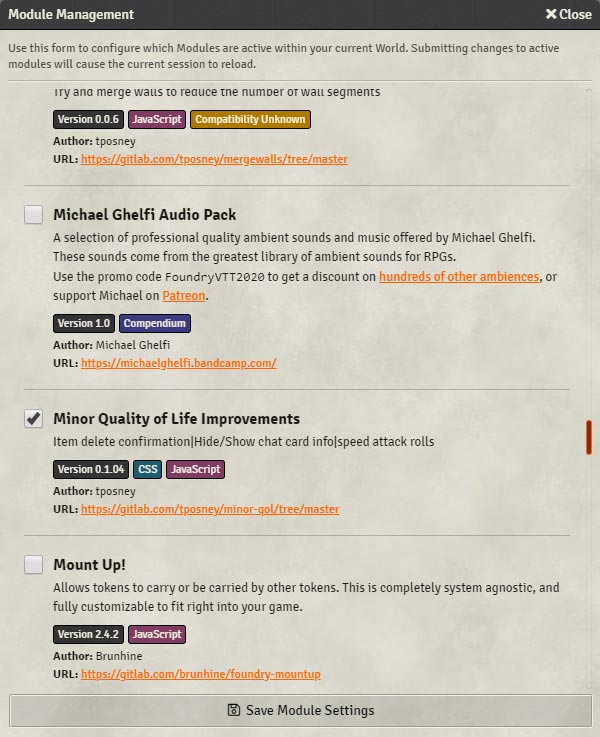 Module Management
Close
Use this form to configure which Modules are active within your current World. Submitting changes to active
modules will cause the current session to reload.
Try and merge walls to reduce the number of wall segments
Version 0.0.6 JavaScript Compatibility Unknown
Author: tposney
URL: https://gitlab.com/tposney/mergewalls/tree/master
Michael Ghelfi Audio Pack
A selection of professional quality ambient sounds and music offered by Michael Ghelfi.
These sounds come from the greatest library of ambient sounds for RPGs.
Use the promo code FoundryVTT2020 to get a discount on hundreds of other ambiences, or
support Michael on Patreon.
Version 1.0 Compendium
Author: Michael Ghelfi
URL: https://michaelghelfi.bandcamp.com/
Minor Quality of Life Improvements
Item delete confirmation|Hide/Show chat card info|speed attack rolls
Version 0.1.04 CSS JavaScript
Author: tposney
URL: https://gitlab.com/tposney/minor-qol/tree/master
Mount Up!
Allows tokens to carry or be carried by other tokens. This is completely system agnostic, and
fully customizable to fit right into your game.
Version 2.4.2 JavaScript
Author: Brunhine
URL: https://gitlab.com/brunhine/foundry-mountup
Save Module Settings